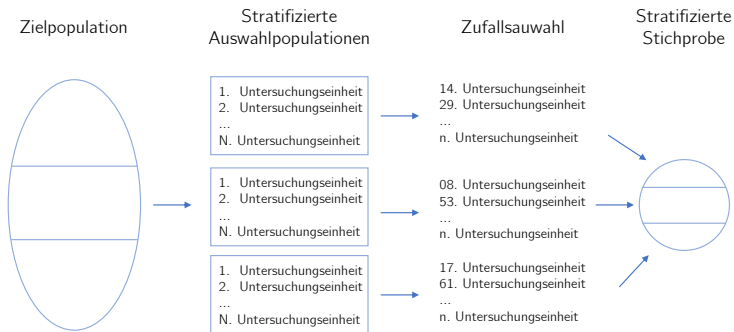 Zielpopulation
Stratifizierte
Auswahlpopulationen
Zufallsauwahl
Stratifizierte
Stichprobe
1. Untersuchungseinheit
2. Untersuchungseinheit
...
N. Untersuchungseinheit
14. Untersuchungseinheit
29. Untersuchungseinheit
...
n. Untersuchungseinheit
1. Untersuchungseinheit
2. Untersuchungseinheit
...
N. Untersuchungseinheit
08. Untersuchungseinheit
53. Untersuchungseinheit
...
n. Untersuchungseinheit
1. Untersuchungseinheit
2. Untersuchungseinheit
...
N. Untersuchungseinheit
17. Untersuchungseinheit
61. Untersuchungseinheit
...
n. Untersuchungseinheit